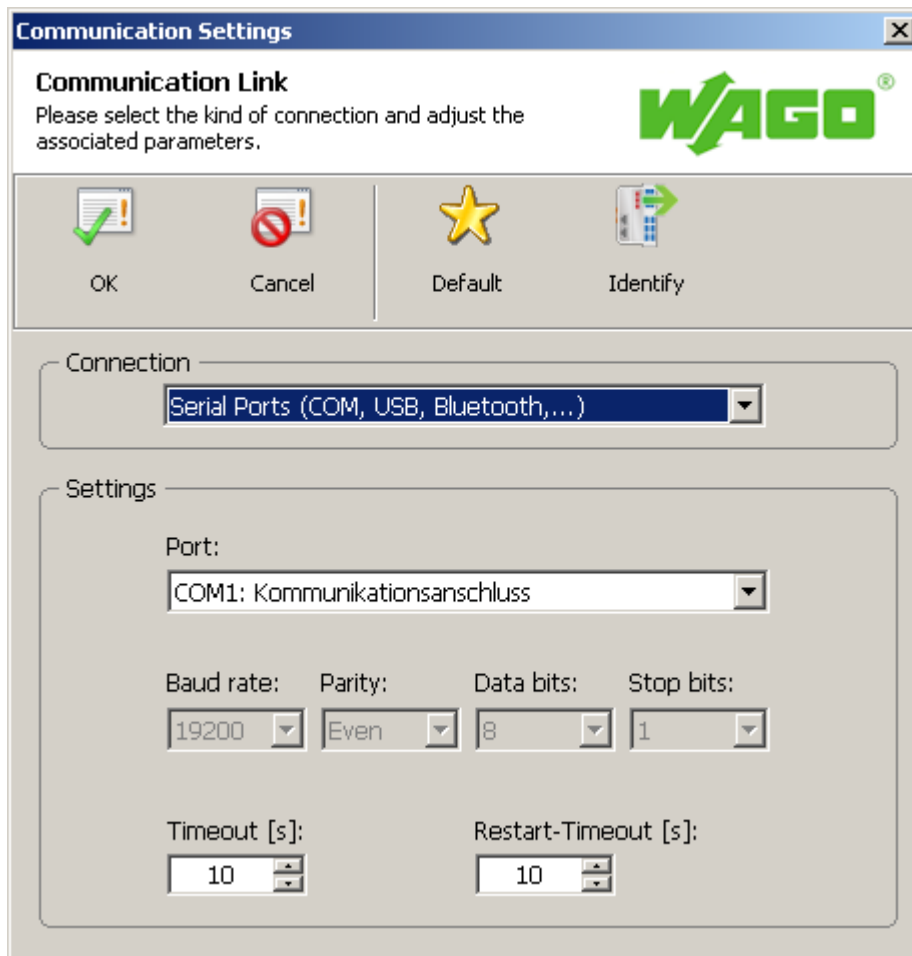 Communication Settings
Communication Link
Please select the kind of connection and adjust the
associated parameters.
WAGO®
OK Cancel Default Identify
Connection
Serial Ports (COM, USB, Bluetooth,...)
Settings
Port:
COM1: Kommunikationsanschluss
Baud rate: Parity: Data bits: Stop bits:
19200 Even 8 1
Timeout [s]: Restart-Timeout [s]:
10 10